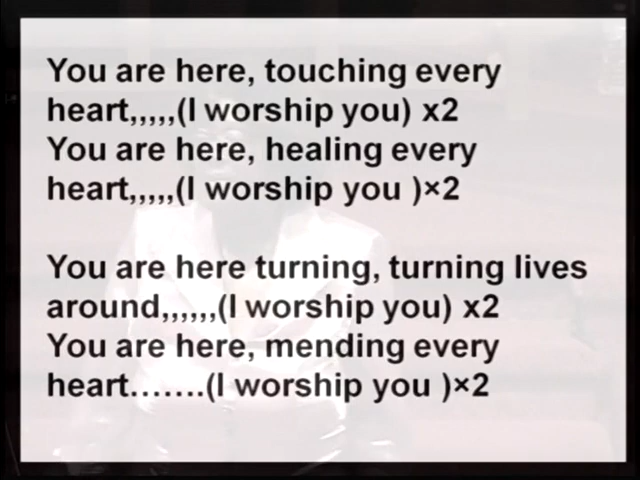 You are here, touching every
heart,,,,,(I worship you) x2
You are here, healing every
heart,,,,,(I worship you )×2
You are here turning, turning lives
around,,,,,,(I worship you) x2
You are here, mending every
heart…….(I worship you )×2